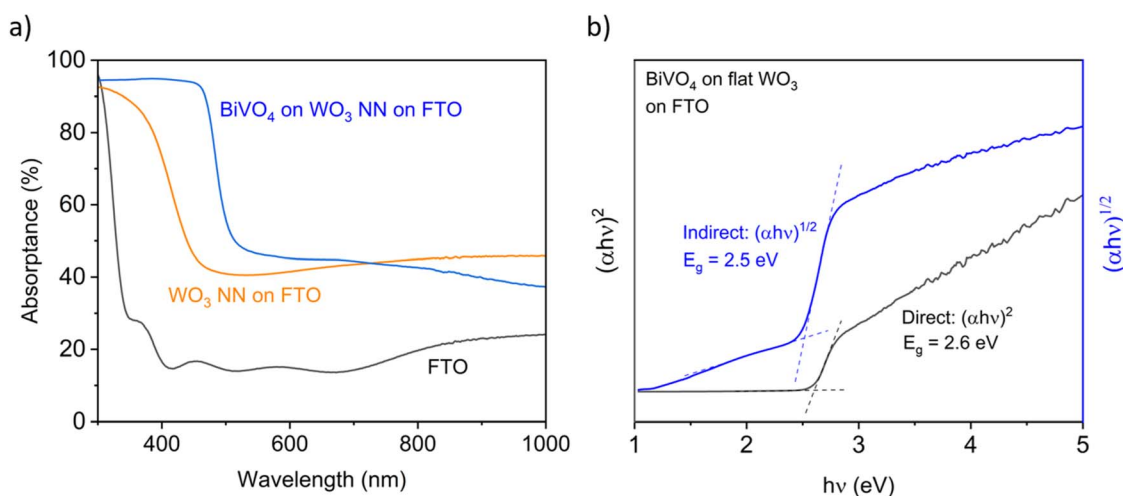 a)
100
80
60
40
20
0
Absorptance (%)
BiVO₄ on WO₃ NN on FTO
WO₃ NN on FTO
FTO
400
600
800
1000
Wavelength (nm)
b)
BiVO₄ on flat WO₃
on FTO
(αhν)²
Indirect: (αhν)¹/²
E_g = 2.5 eV
Direct: (αhν)²
E_g = 2.6 eV
(αhν)¹/²
1
2
3
4
5
hν (eV)